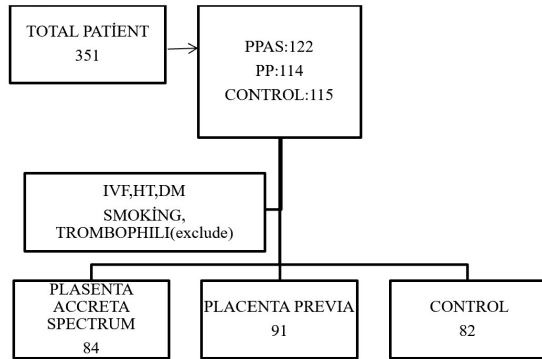 TOTAL PATİENT
351
PPAS:122
PP:114
CONTROL:115
IVF,HT,DM
SMOKİNG,
TROMBOPHILI(exclude)
PLASENTA
ACCRETA
SPECTRUM
84
PLACENTA PREVIA
91
CONTROL
82